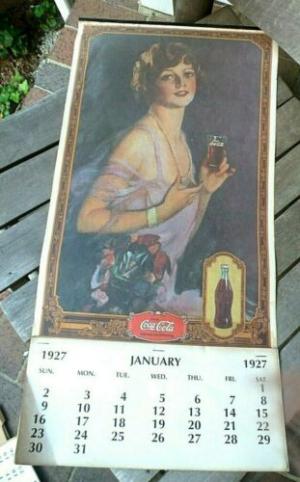 Coca-Cola
1927 JANUARY 1927
SUN. MON. TUE. WED. THU. FRI. SAT.
1
2 3 4 5 6 7 8
9 10 11 12 13 14 15
16 17 18 19 20 21 22
23 24 25 26 27 28 29
30 31